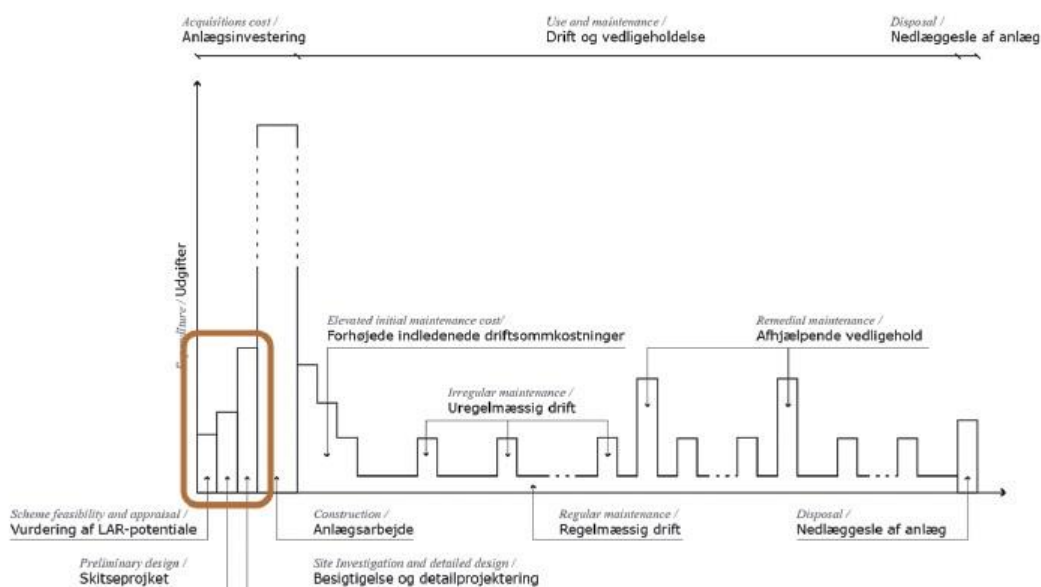 Acquisitions cost /
Anlægsinvestering
Use and maintenance /
Drift og vedligeholdelse
Disposal /
Nedlæggesle af anlæg
/ Udgifter
Elevated initial maintenance cost/
Forhøjede indledenede driftsommkostninger
Remedial maintenance /
Afhjælpende vedligehold
Irregular maintenance /
Uregelmæssig drift
Scheme feasibility and appraisal /
Vurdering af LAR-potentiale
Construction /
Anlægsarbejde
Regular maintenance /
Regelmæssig drift
Disposal /
Nedlæggesle af anlæg
Preliminary design /
Skitseprojket
Site Investigation and detailed design /
Besigtigelse og detailprojektering